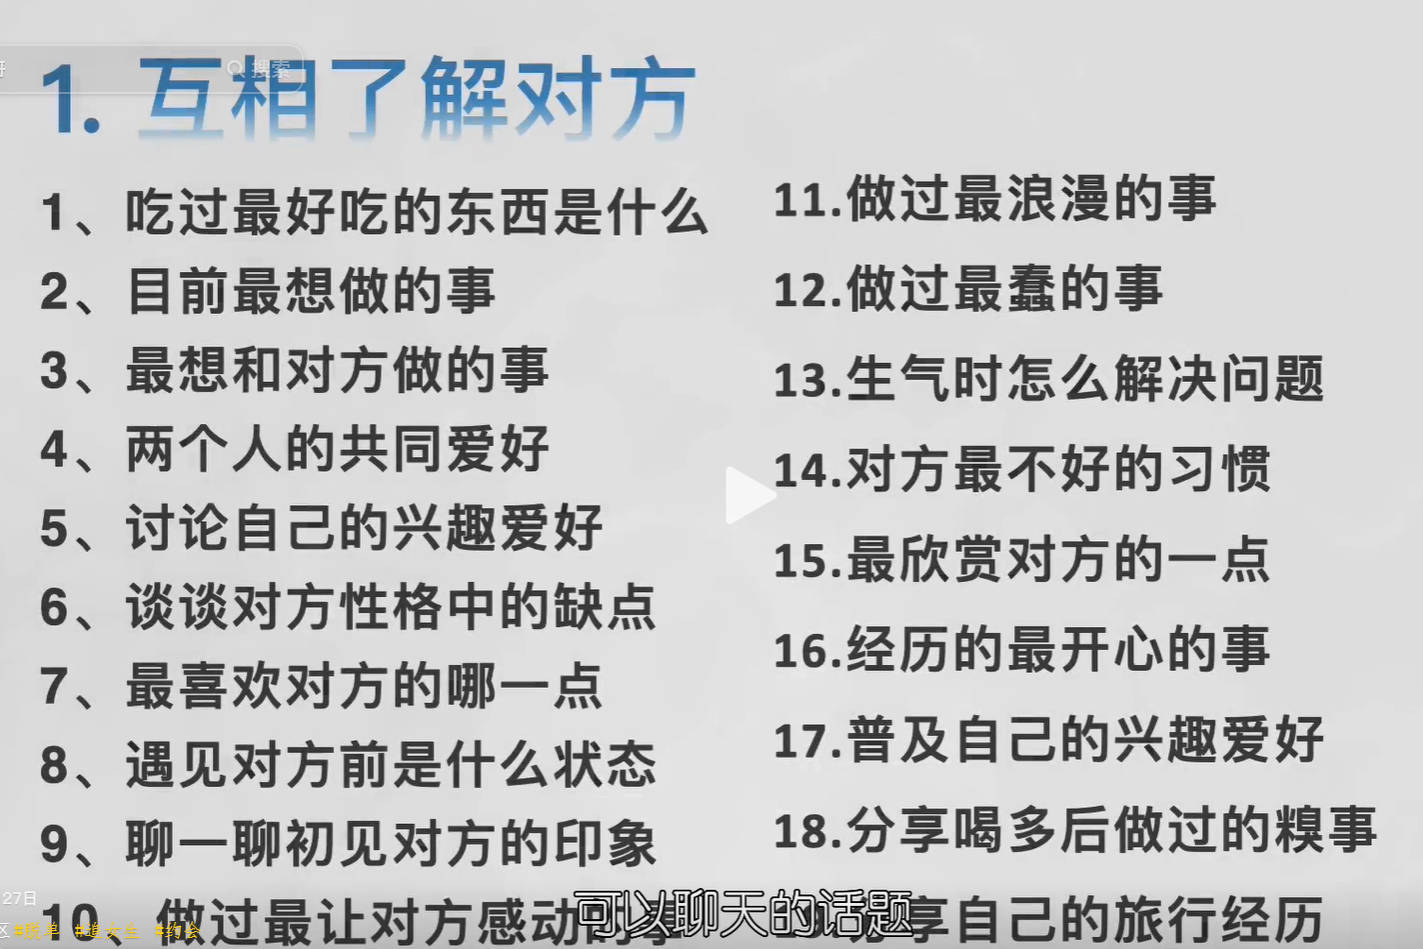 搜索
1. 互相了解对方
1、吃过最好吃的东西是什么
2、目前最想做的事
3、最想和对方做的事
4、两个人的共同爱好
5、讨论自己的兴趣爱好
6、谈谈对方性格中的缺点
7、最喜欢对方的哪一点
8、遇见对方前是什么状态
9、聊一聊初见对方的印象
10、做过最让对方感动的事
11.做过最浪漫的事
12.做过最蠢的事
13.生气时怎么解决问题
14.对方最不好的习惯
15.最欣赏对方的一点
16.经历的最开心的事
17.普及自己的兴趣爱好
18.分享喝多后做过的糗事
享自己的旅行经历
可以聊天的话题
27日
区#脱单 #追女生 #约会